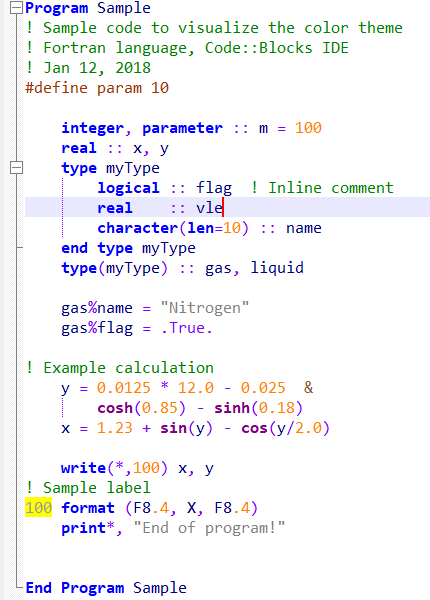 Program Sample
! Sample code to visualize the color theme
! Fortran language, Code::Blocks IDE
! Jan 12, 2018
#define param 10

    integer, parameter :: m = 100
    real :: x, y
    type myType
        logical :: flag  ! Inline comment
        real    :: vle
        character(len=10) :: name
    end type myType
    type(myType) :: gas, liquid

    gas%name = "Nitrogen"
    gas%flag = .True.

! Example calculation
    y = 0.0125 * 12.0 - 0.025  &
        cosh(0.85) - sinh(0.18)
    x = 1.23 + sin(y) - cos(y/2.0)

    write(*,100) x, y
! Sample label
100 format (F8.4, X, F8.4)
    print*, "End of program!"


End Program Sample